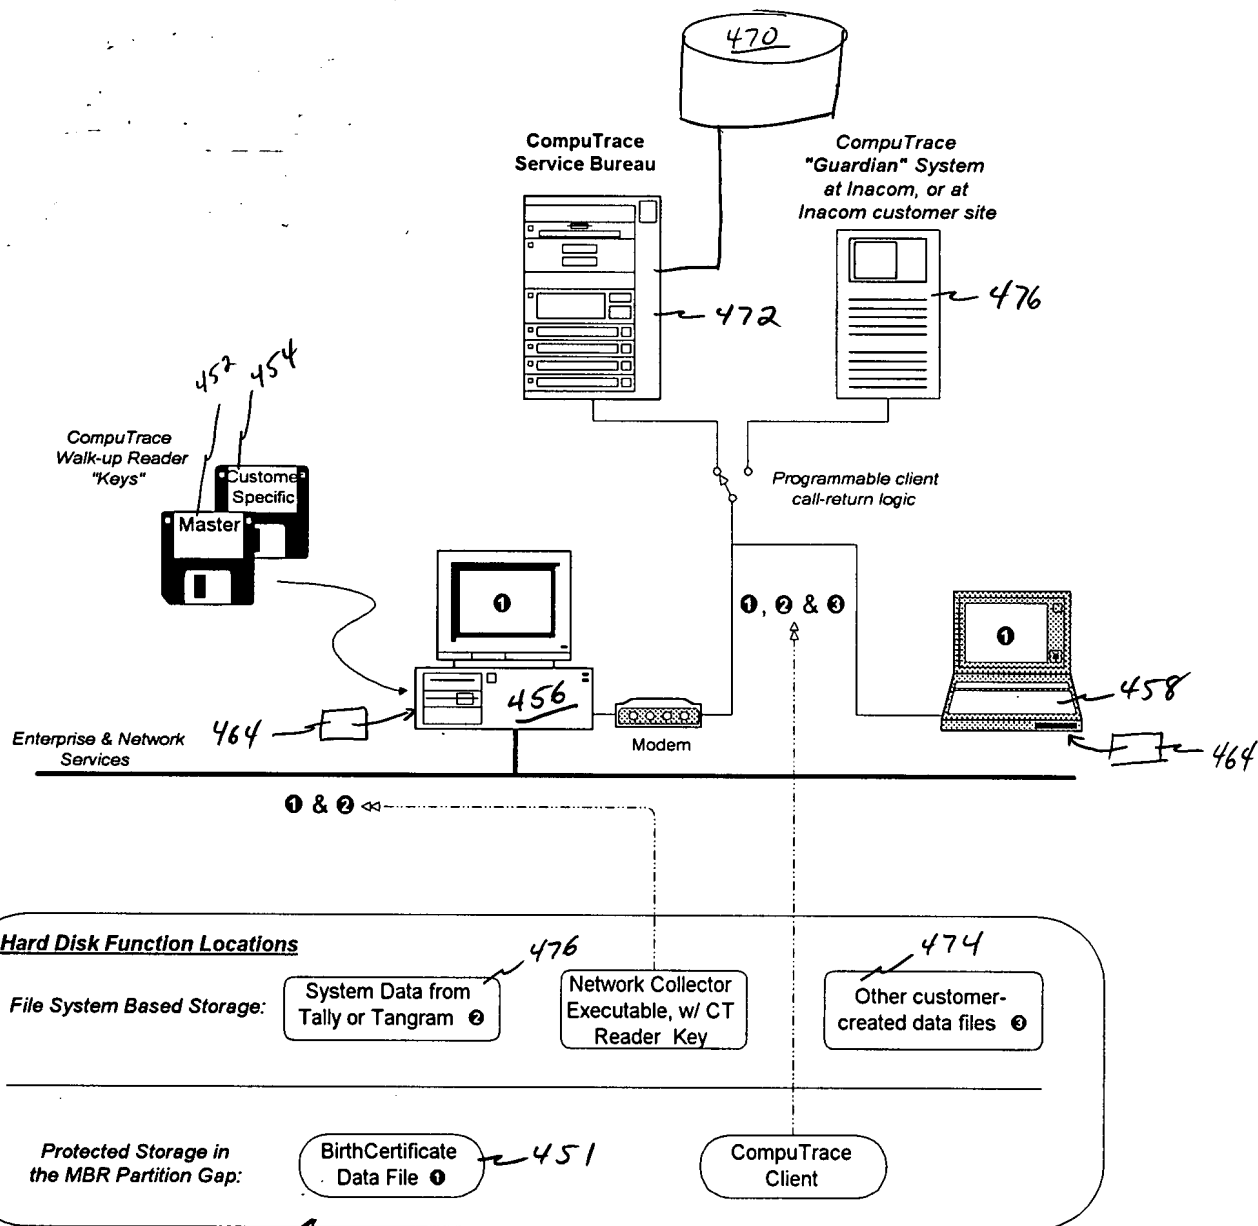 470
CompuTrace
Service Bureau
CompuTrace
"Guardian" System
at Inacom, or at
Inacom customer site
472
476
452
454
CompuTrace
Walk-up Reader
"Keys"
Custome
Specific
Master
Programmable client
call-return logic
❶
❶, ❷ & ❸
❶
456
458
464
Modem
464
Enterprise & Network
Services
❶ & ❷
Hard Disk Function Locations
476
474
File System Based Storage:
System Data from
Tally or Tangram ❷
Network Collector
Executable, w/ CT
Reader Key
Other customer-
created data files ❸
Protected Storage in
the MBR Partition Gap:
BirthCertificate
Data File ❶
451
CompuTrace
Client